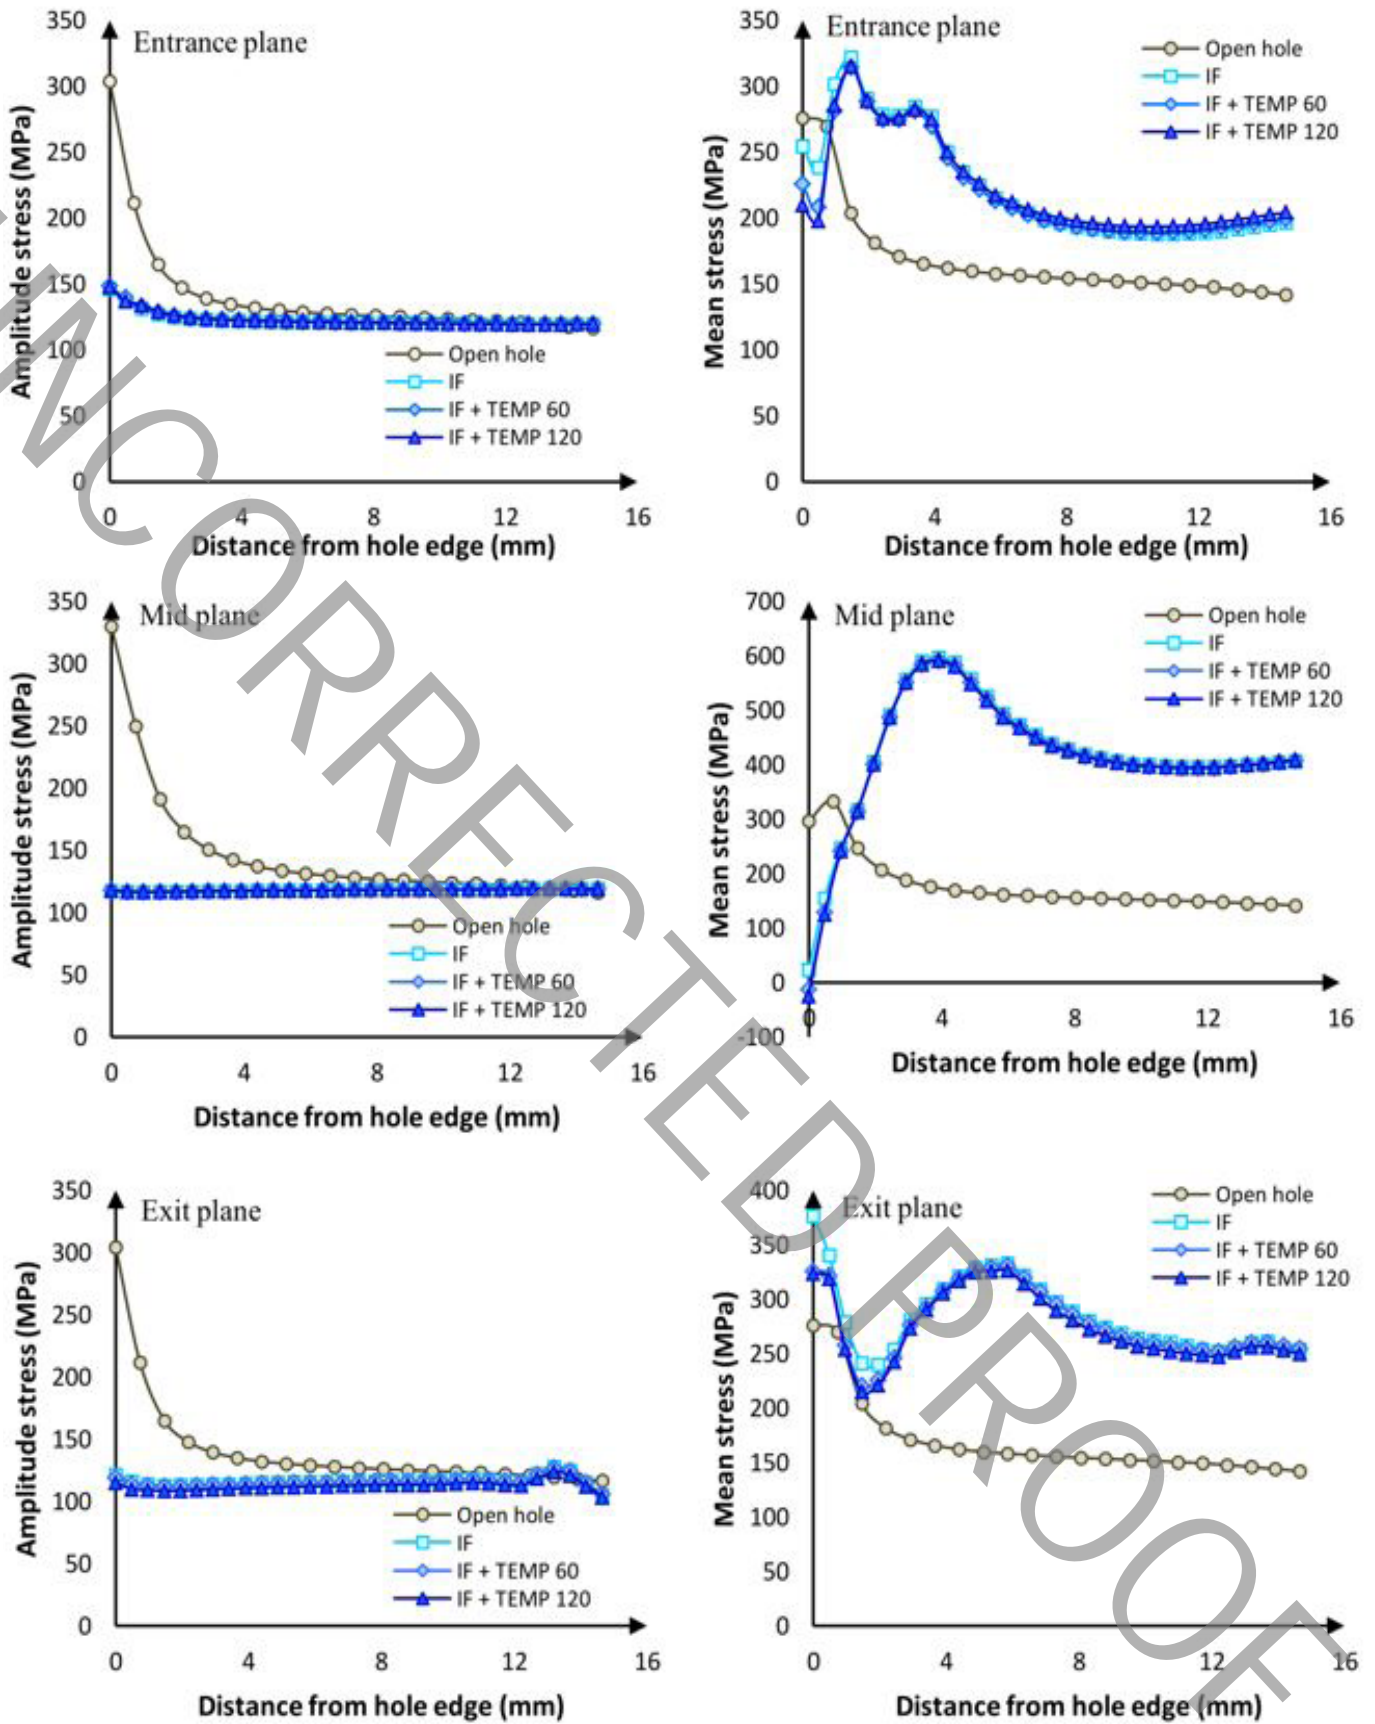 350
300
250
200
150
100
50
0
Amplitude stress (MPa)
Entrance plane
Open hole
IF
IF + TEMP 60
IF + TEMP 120
0 4 8 12 16
Distance from hole edge (mm)
350
300
250
200
150
100
50
0
Mean stress (MPa)
Entrance plane
Open hole
IF
IF + TEMP 60
IF + TEMP 120
0 4 8 12 16
Distance from hole edge (mm)
350
300
250
200
150
100
50
0
Amplitude stress (MPa)
Mid plane
Open hole
IF
IF + TEMP 60
IF + TEMP 120
0 4 8 12 16
Distance from hole edge (mm)
700
600
500
400
300
200
100
0
-100
Mean stress (MPa)
Mid plane
Open hole
IF
IF + TEMP 60
IF + TEMP 120
0 4 8 12 16
Distance from hole edge (mm)
350
300
250
200
150
100
50
0
Amplitude stress (MPa)
Exit plane
Open hole
IF
IF + TEMP 60
IF + TEMP 120
0 4 8 12 16
Distance from hole edge (mm)
400
350
300
250
200
150
100
50
0
Mean stress (MPa)
Exit plane
Open hole
IF
IF + TEMP 60
IF + TEMP 120
0 4 8 12 16
Distance from hole edge (mm)
NCORRECTED PROOF